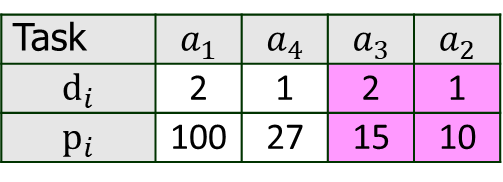 Task a₁ a₄ a₃ a₂
dᵢ 2 1 2 1
pᵢ 100 27 15 10